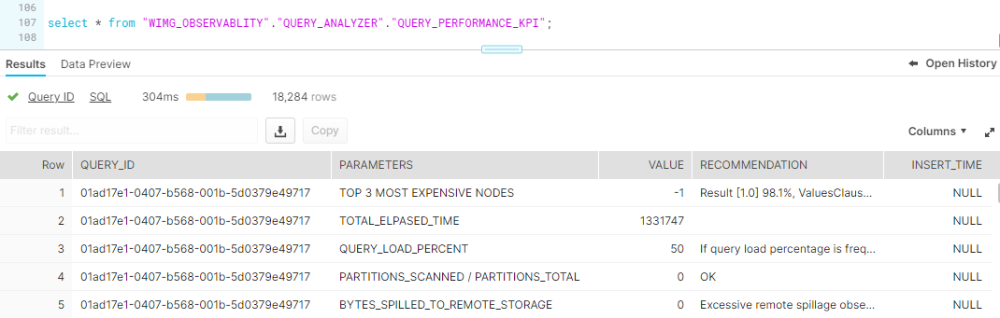 106
107 select * from "WIMG_OBSERVABLITY"."QUERY_ANALYZER"."QUERY_PERFORMANCE_KPI";
108
Results Data Preview Open History
Query ID SQL 304ms 18,284 rows
Filter result... Copy Columns
Row QUERY_ID PARAMETERS VALUE RECOMMENDATION INSERT_TIME
1 01ad17e1-0407-b568-001b-5d0379e49717 TOP 3 MOST EXPENSIVE NODES -1 Result [1.0] 98.1%, ValuesClaus... NULL
2 01ad17e1-0407-b568-001b-5d0379e49717 TOTAL_ELPASED_TIME 1331747 NULL
3 01ad17e1-0407-b568-001b-5d0379e49717 QUERY_LOAD_PERCENT 50 If query load percentage is freq... NULL
4 01ad17e1-0407-b568-001b-5d0379e49717 PARTITIONS_SCANNED / PARTITIONS_TOTAL 0 OK NULL
5 01ad17e1-0407-b568-001b-5d0379e49717 BYTES_SPILLED_TO_REMOTE_STORAGE 0 Excessive remote spillage obse... NULL